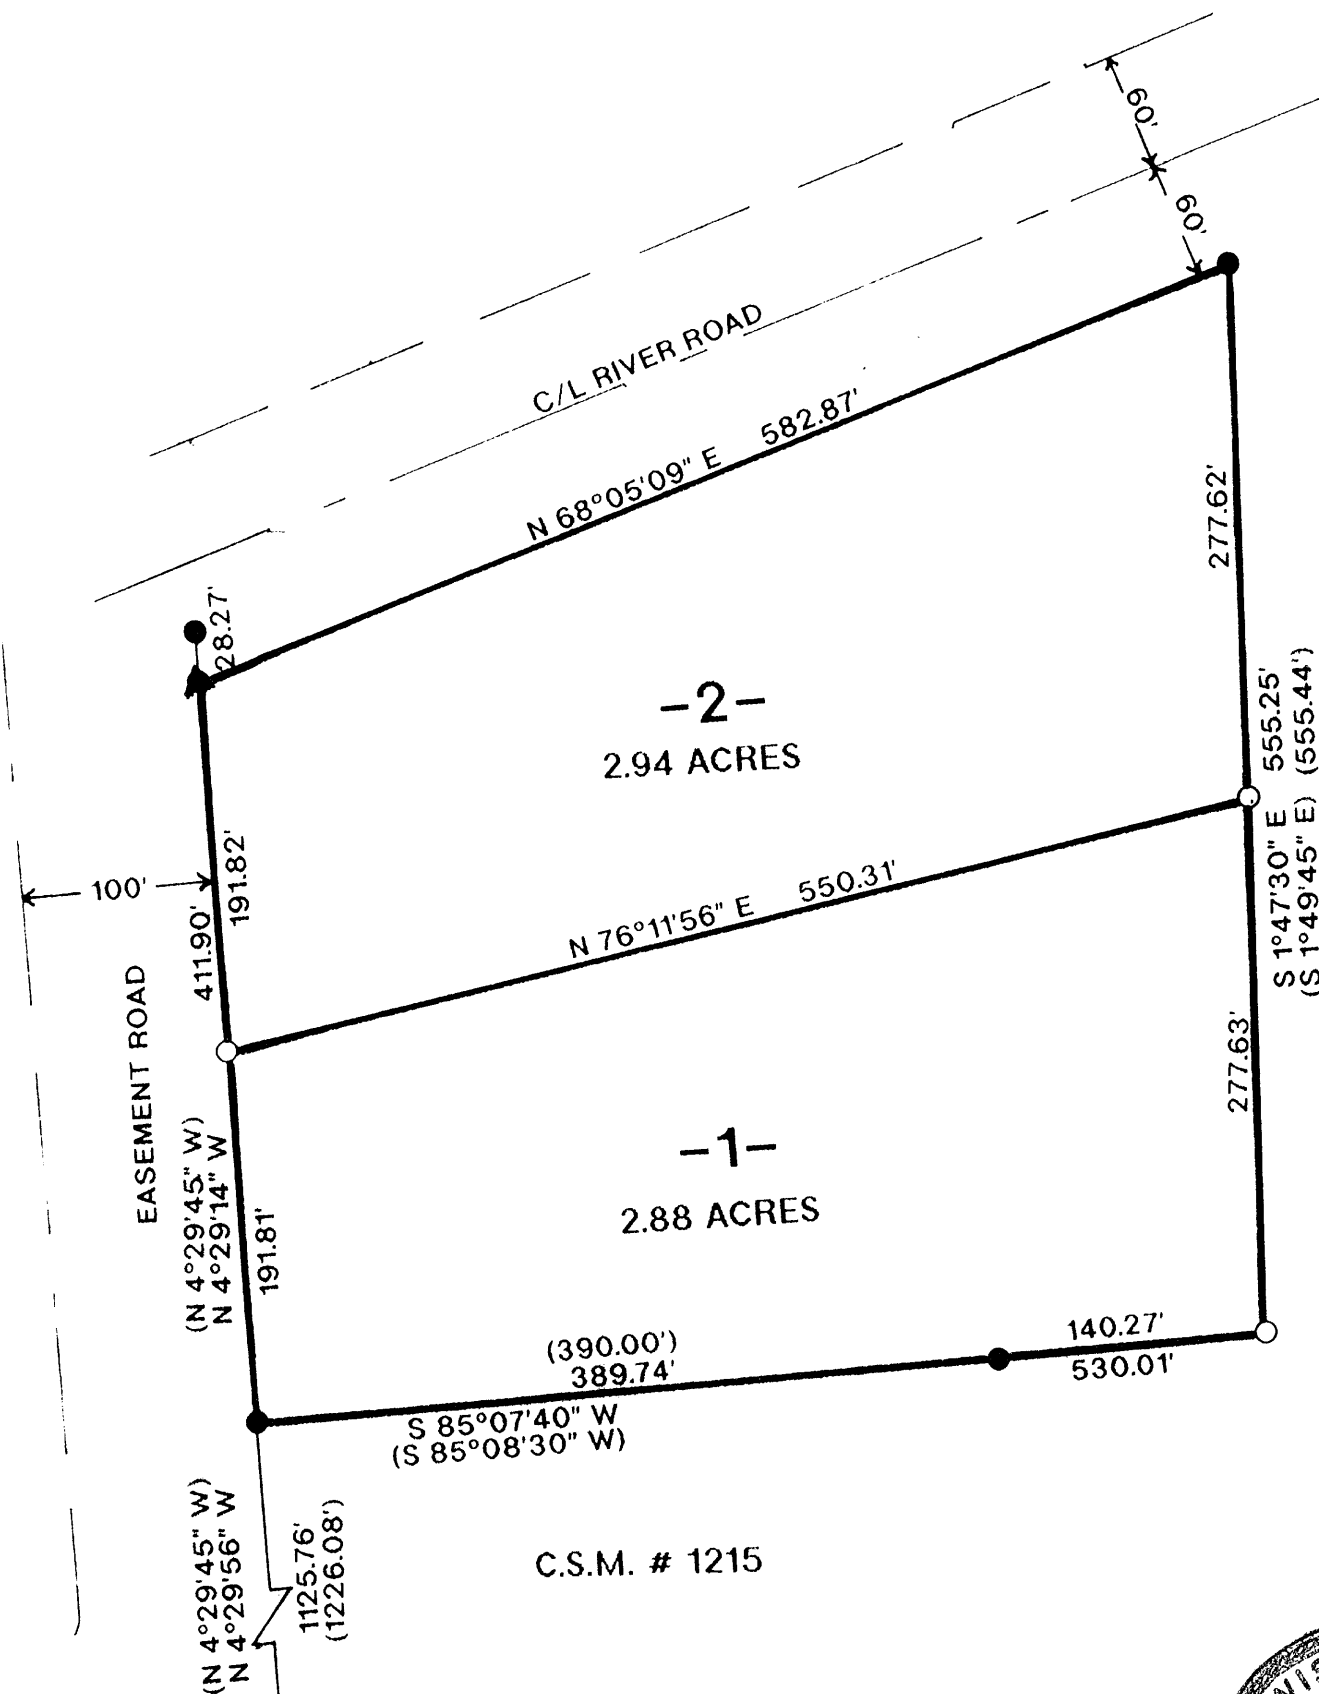 60'
60'
C/L RIVER ROAD
N 68°05'09" E 582.87'
277.62'
28.27'
-2-
2.94 ACRES
555.25'
(555.44')
S 1°47'30" E
(S 1°49'45" E)
191.82'
100'
411.90'
N 76°11'56" E 550.31'
EASEMENT ROAD
277.63'
-1-
2.88 ACRES
(N 4°29'45" W)
N 4°29'14" W
191.81'
(390.00')
389.74'
140.27'
530.01'
S 85°07'40" W
(S 85°08'30" W)
(N 4°29'45" W)
N 4°29'56" W
1125.76'
(1226.08')
C.S.M. # 1215